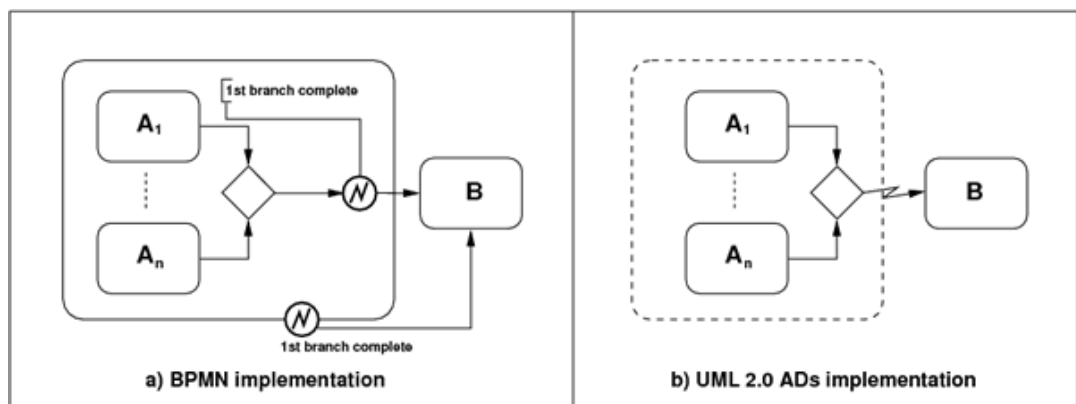 1st branch complete
A1
B
An
1st branch complete
a) BPMN implementation
A1
B
An
b) UML 2.0 ADs implementation